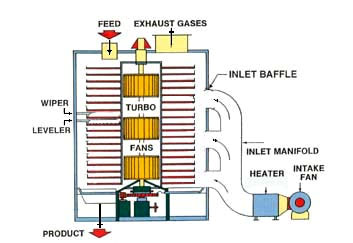 FEED
EXHAUST GASES
INLET BAFFLE
WIPER
TURBO
LEVELER
FANS
INLET MANIFOLD
HEATER
INTAKE
FAN
PRODUCT